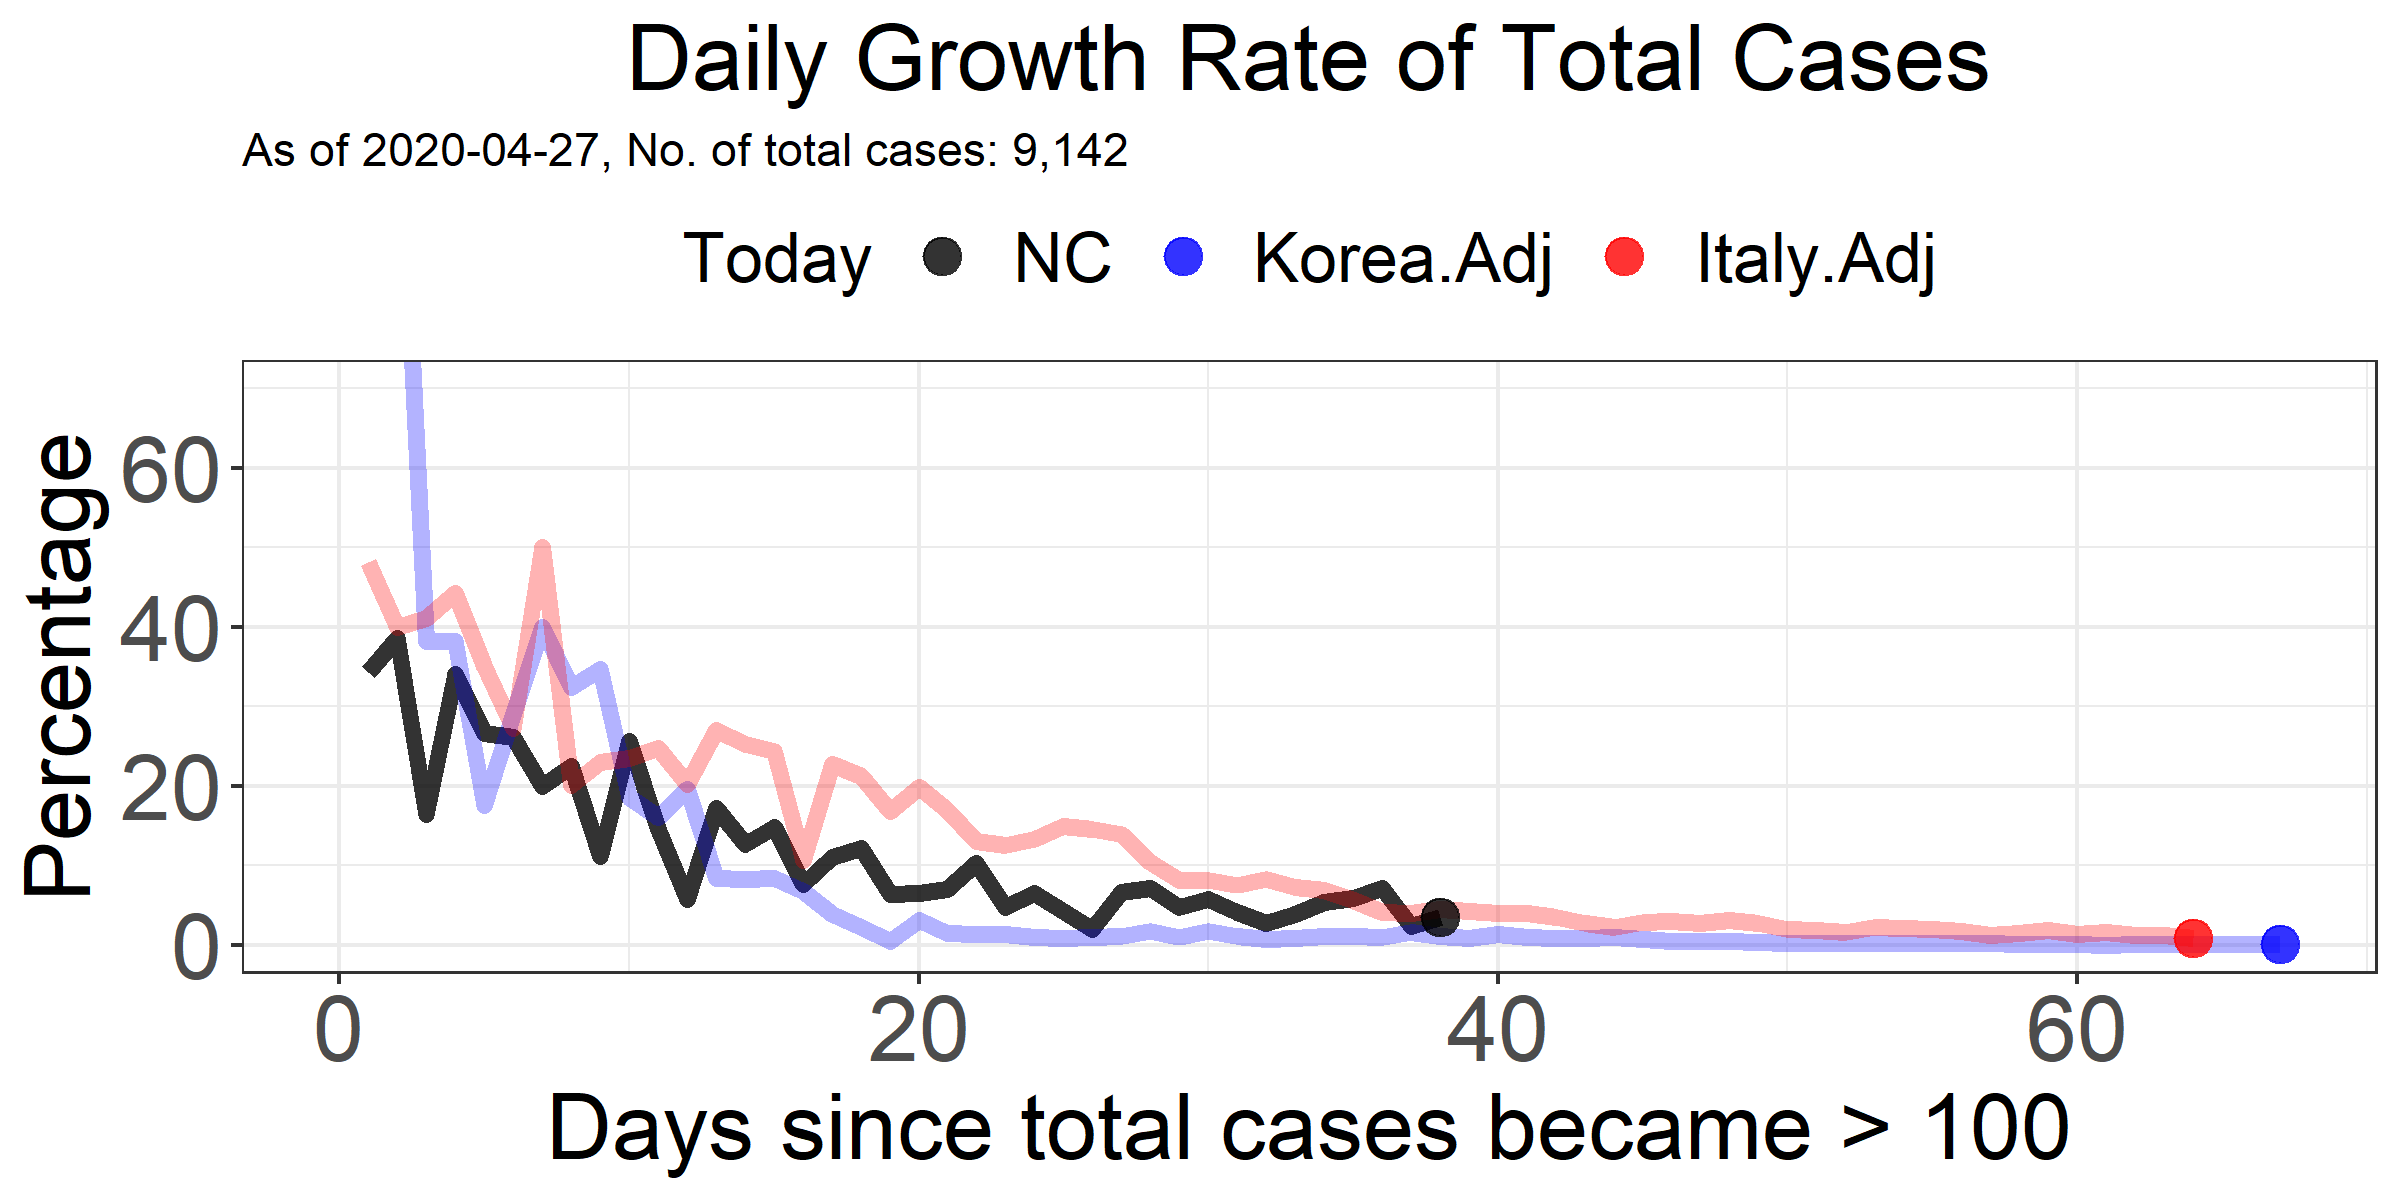 Daily Growth Rate of Total Cases
As of 2020-04-27, No. of total cases: 9,142
Today NC Korea.Adj Italy.Adj
Percentage
60
40
20
0
0 20 40 60
Days since total cases became > 100